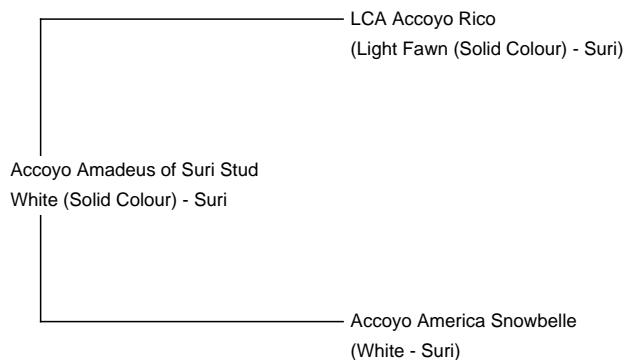 LCA Accoyo Rico
(Light Fawn (Solid Colour) - Suri)
Accoyo Amadeus of Suri Stud
White (Solid Colour) - Suri
Accoyo America Snowbelle
(White - Suri)